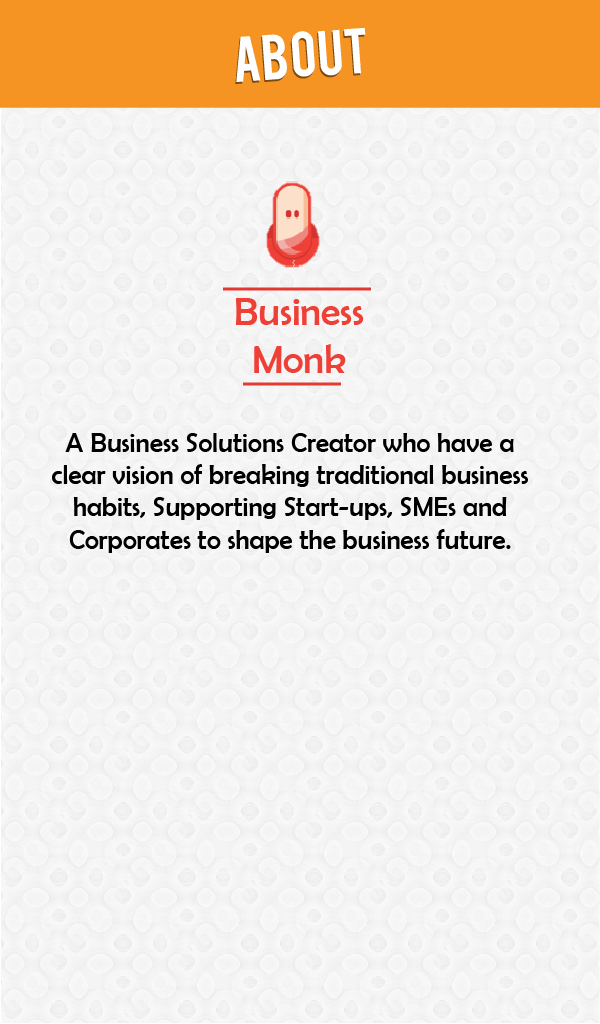 ABOUT
Business
Monk
A Business Solutions Creator who have a
clear vision of breaking traditional business
habits, Supporting Start-ups, SMEs and
Corporates to shape the business future.